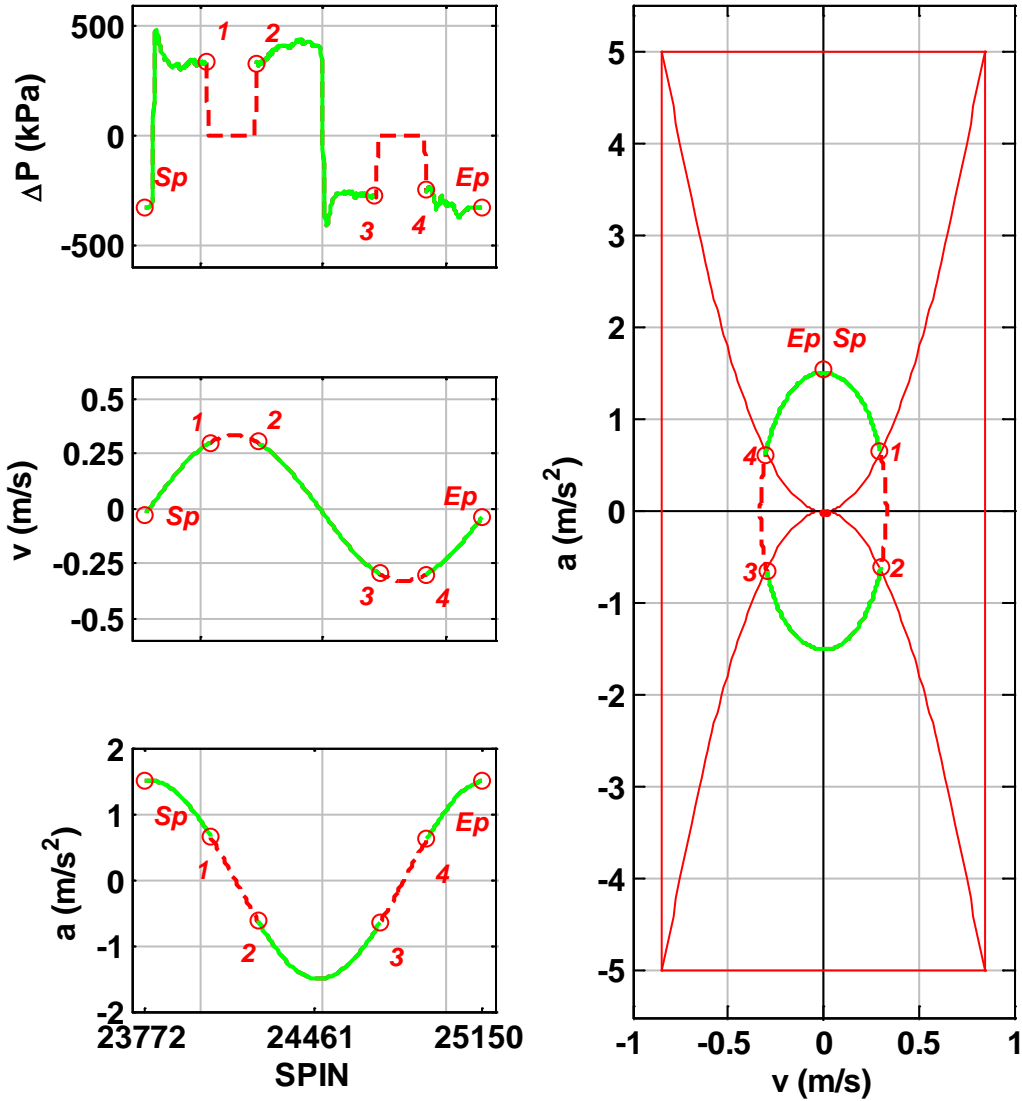 ΔP (kPa)
500
0
-500
Sp
1
2
3
4
Ep
v (m/s)
0.5
0.25
0
-0.25
-0.5
Sp
1
2
3
4
Ep
a (m/s²)
2
1
0
-1
-2
Sp
1
2
3
4
Ep
23772 24461 25150
SPIN
a (m/s²)
5
4
3
2
1
0
-1
-2
-3
-4
-5
Ep Sp
4
1
3
2
-1 -0.5 0 0.5 1
v (m/s)